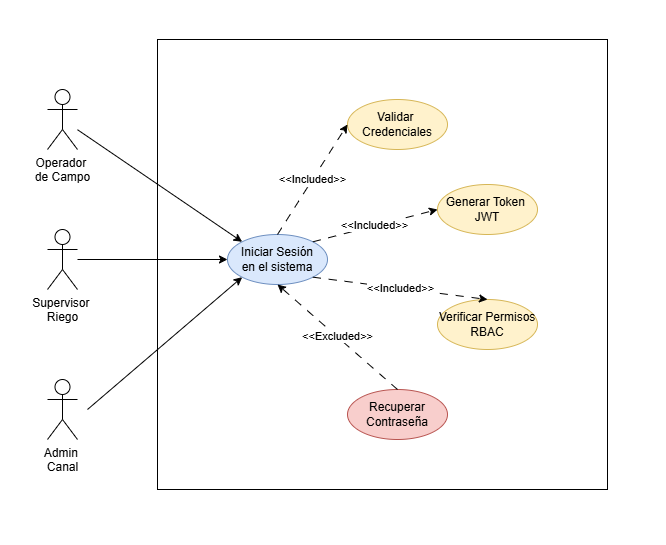 Validar
Credenciales
Operador
de Campo
<<Included>>
Generar Token
JWT
<<Included>>
Iniciar Sesión
en el sistema
<<Included>>
Supervisor
Riego
Verificar Permisos
RBAC
<<Excluded>>
Recuperar
Contraseña
Admin
Canal